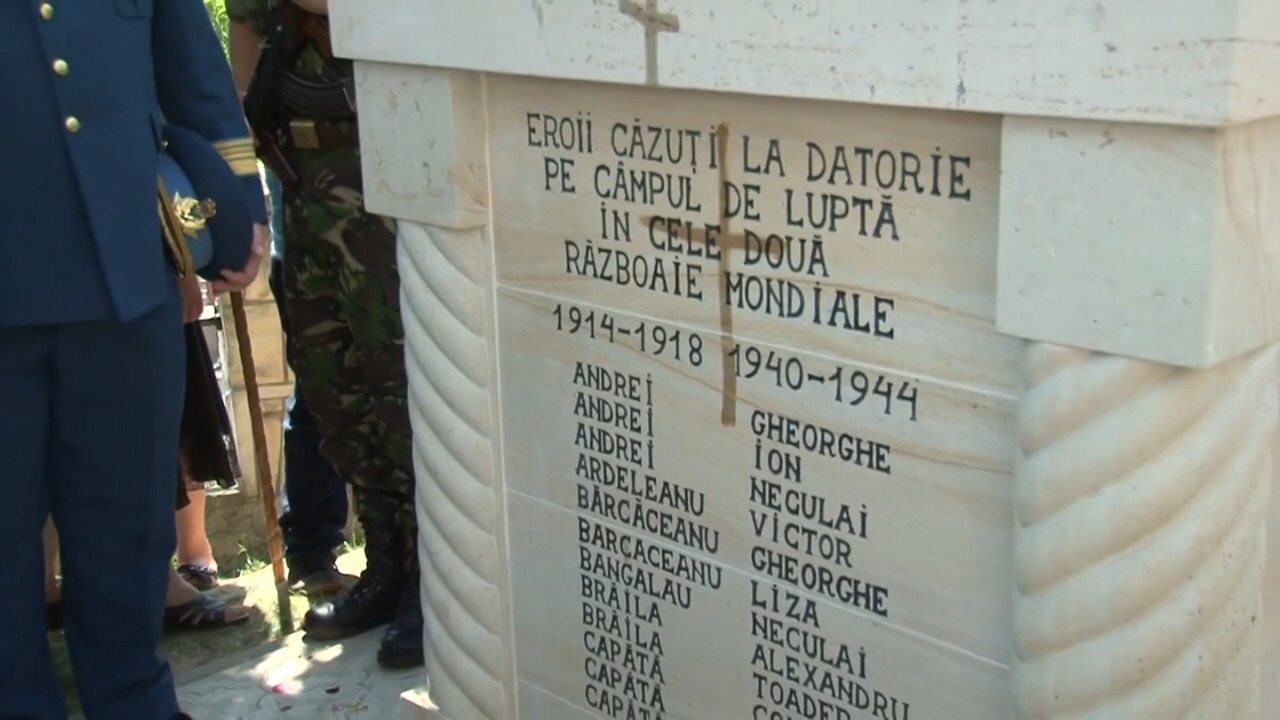 EROII CĂZUȚI LA DATORIE
PE CÂMPUL DE LUPTĂ
ÎN CELE DOUĂ
RĂZBOAIE MONDIALE
1914-1918 1940-1944
ANDREI GHEORGHE
ANDREI ION
ANDREI NECULAI
ARDELEANU VICTOR
BĂRCĂCEANU GHEORGHE
BARCACEANU LIZA
BANGALAU NECULAI
BRĂILA ALEXANDRU
BRĂILA TOADER
CAPĂTĂ
CAPĂTĂ
CAPĂTĂ